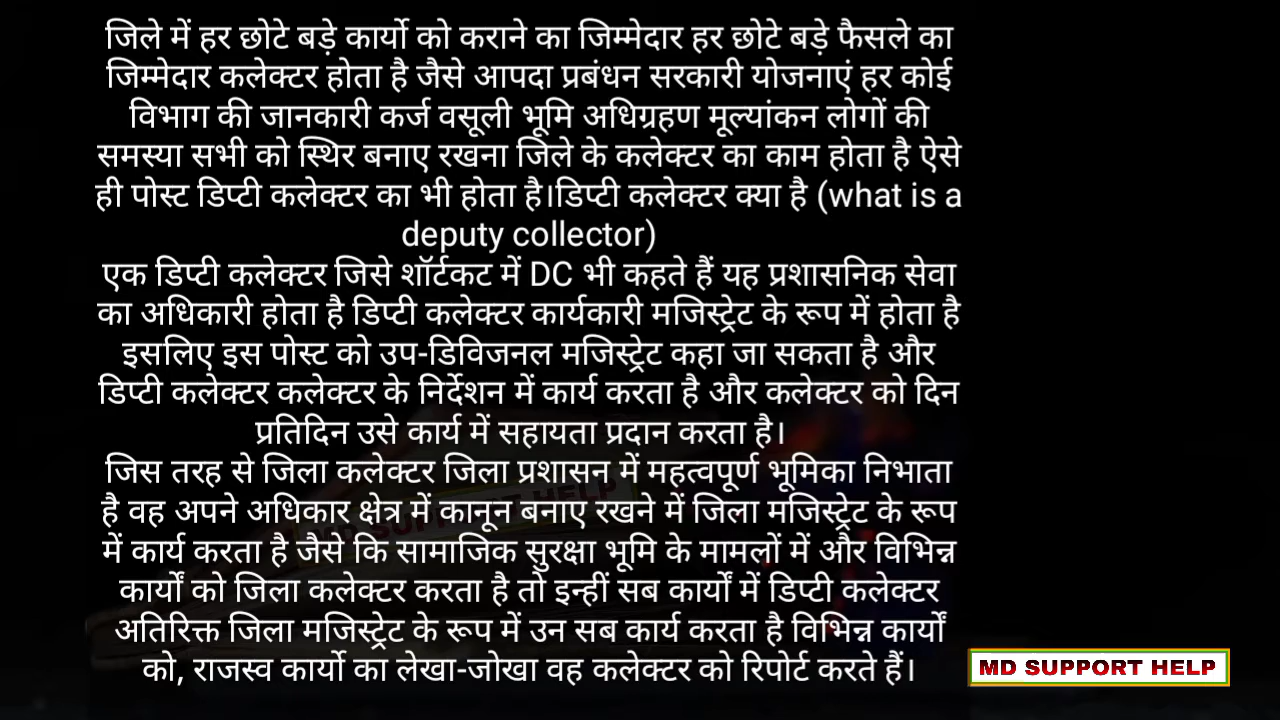 जिले में हर छोटे बड़े कार्यो को कराने का जिम्मेदार हर छोटे बड़े फैसले का
जिम्मेदार कलेक्टर होता है जैसे आपदा प्रबंधन सरकारी योजनाएं हर कोई
विभाग की जानकारी कर्ज वसूली भूमि अधिग्रहण मूल्यांकन लोगों की
समस्या सभी को स्थिर बनाए रखना जिले के कलेक्टर का काम होता है ऐसे
ही पोस्ट डिप्टी कलेक्टर का भी होता है।डिप्टी कलेक्टर क्या है (what is a
deputy collector)
एक डिप्टी कलेक्टर जिसे शॉर्टकट में DC भी कहते हैं यह प्रशासनिक सेवा
का अधिकारी होता है डिप्टी कलेक्टर कार्यकारी मजिस्ट्रेट के रूप में होता है
इसलिए इस पोस्ट को उप-डिविजनल मजिस्ट्रेट कहा जा सकता है और
डिप्टी कलेक्टर कलेक्टर के निर्देशन में कार्य करता है और कलेक्टर को दिन
प्रतिदिन उसे कार्य में सहायता प्रदान करता है।
जिस तरह से जिला कलेक्टर जिला प्रशासन में महत्वपूर्ण भूमिका निभाता
है वह अपने अधिकार क्षेत्र में कानून बनाए रखने में जिला मजिस्ट्रेट के रूप
में कार्य करता है जैसे कि सामाजिक सुरक्षा भूमि के मामलों में और विभिन्न
कार्यों को जिला कलेक्टर करता है तो इन्हीं सब कार्यों में डिप्टी कलेक्टर
अतिरिक्त जिला मजिस्ट्रेट के रूप में उन सब कार्य करता है विभिन्न कार्यों
को, राजस्व कार्यो का लेखा-जोखा वह कलेक्टर को रिपोर्ट करते हैं।
MD SUPPORT HELP
MD SUPPORT HELP